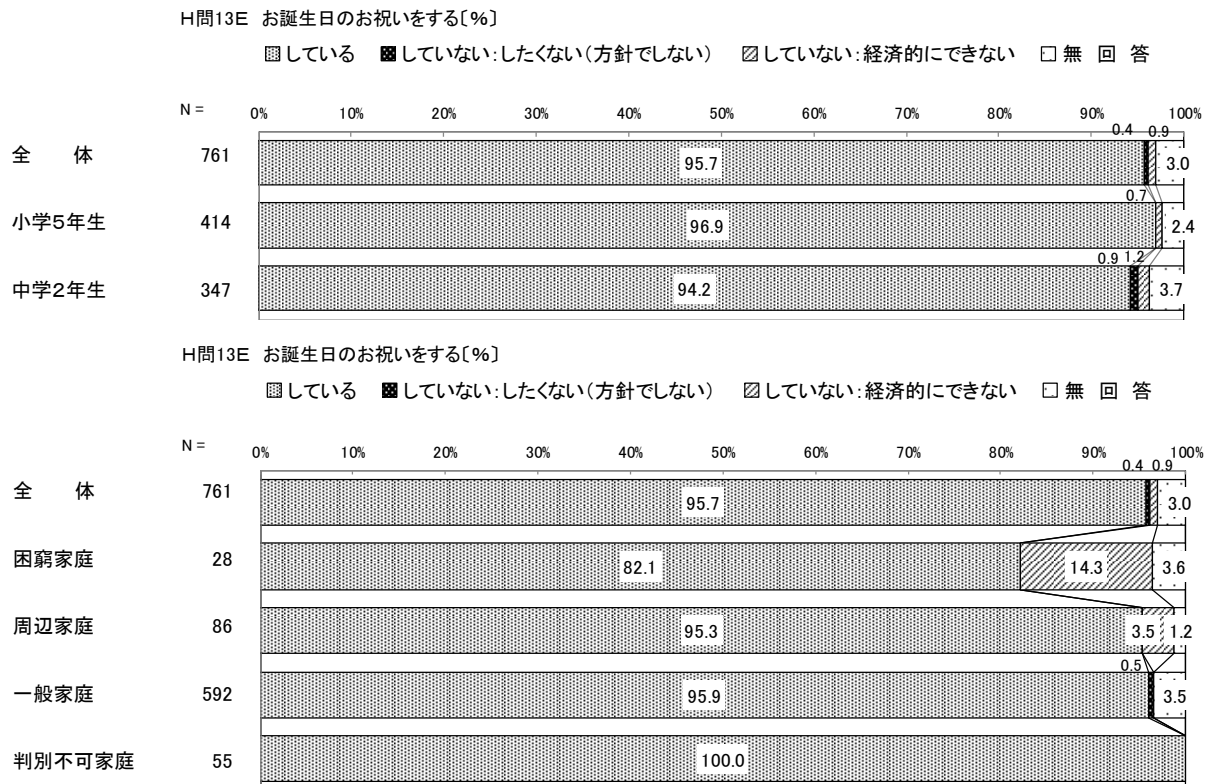 H問13E お誕生日のお祝いをする〔%〕
している していない:したくない(方針でしない) していない:経済的にできない 無 回 答
N = 0% 10% 20% 30% 40% 50% 60% 70% 80% 90% 100%
0.4 0.9
全 体 761 95.7 3.0
0.7
小学5年生 414 96.9 2.4
0.9 1.2
中学2年生 347 94.2 3.7
H問13E お誕生日のお祝いをする〔%〕
している していない:したくない(方針でしない) していない:経済的にできない 無 回 答
N = 0% 10% 20% 30% 40% 50% 60% 70% 80% 90% 100%
0.4 0.9
全 体 761 95.7 3.0
困窮家庭 28 82.1 14.3 3.6
周辺家庭 86 95.3 3.5 1.2
0.5
一般家庭 592 95.9 3.5
判別不可家庭 55 100.0